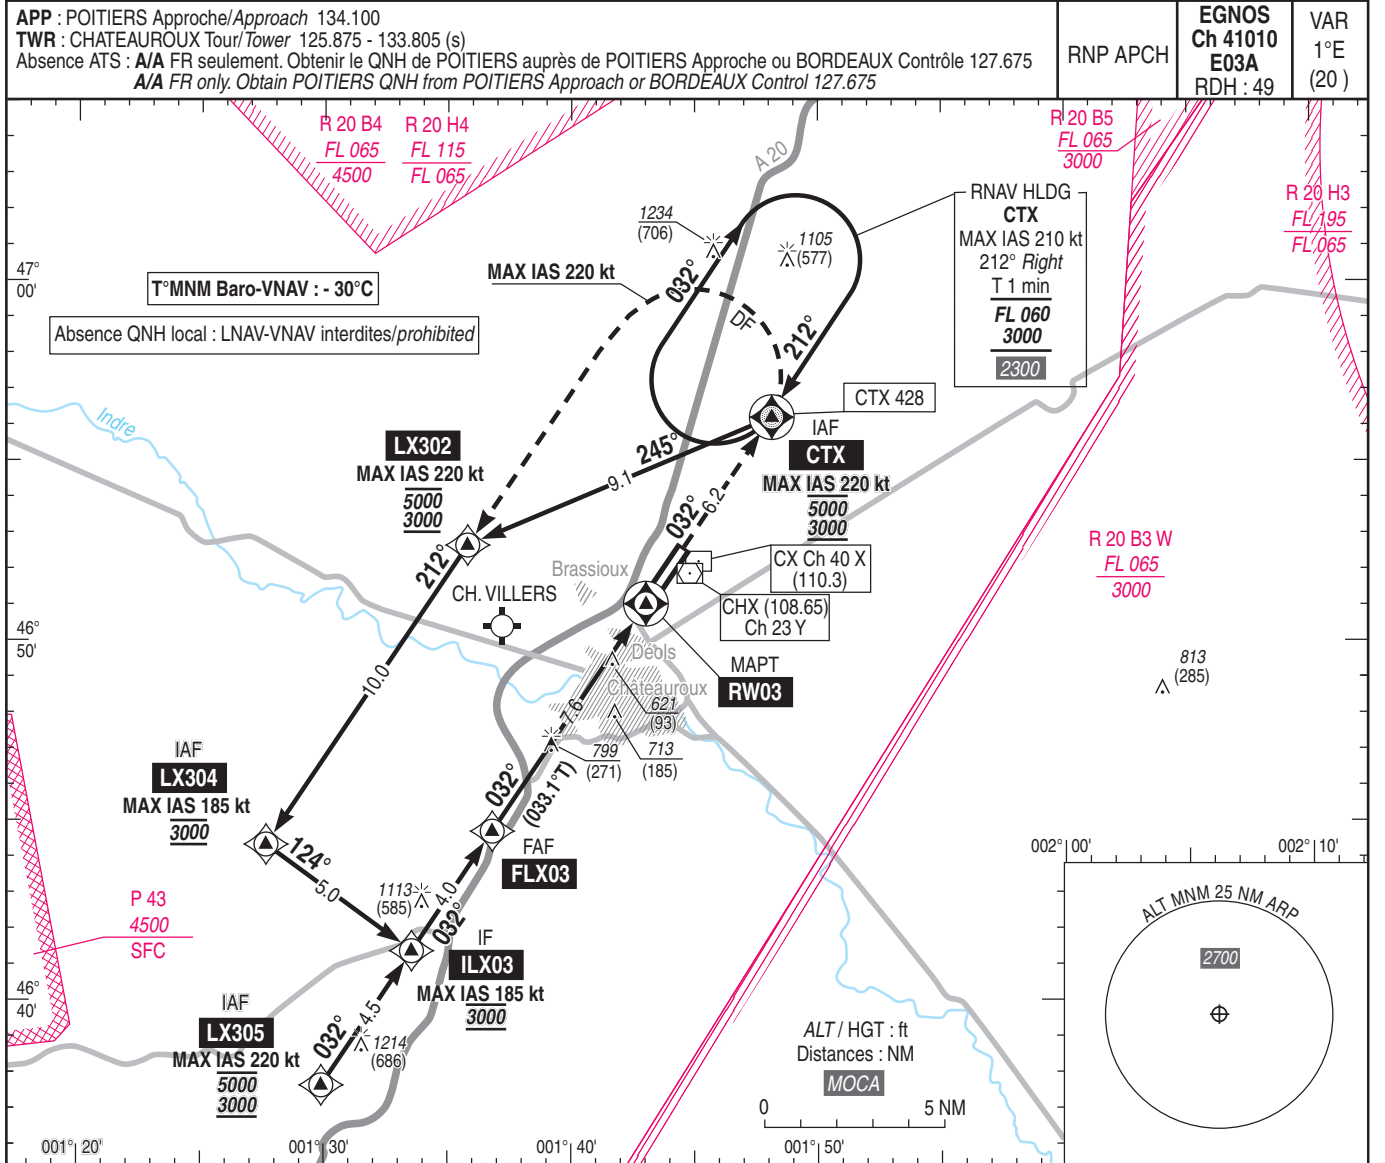 APP : POITIERS Approche/Approach 134.100
TWR : CHATEAUROUX Tour/Tower 125.875 - 133.805 (s)
Absence ATS : A/A FR seulement. Obtenir le QNH de POITIERS auprès de POITIERS Approche ou BORDEAUX Contrôle 127.675
A/A FR only. Obtain POITIERS QNH from POITIERS Approach or BORDEAUX Control 127.675
RNP APCH
EGNOS
Ch 41010
E03A
RDH : 49
VAR
1°E
(20 )
R 20 B4
FL 065
4500
R 20 H4
FL 115
FL 065
A 20
R 20 B5
FL 065
3000
R 20 H3
FL 195
FL 065
RNAV HLDG
CTX
MAX IAS 210 kt
212° Right
T 1 min
FL 060
3000
2300
1234
(706)
1105
(577)
MAX IAS 220 kt
032°
DF
212°
47°
00'
T°MNM Baro-VNAV : - 30°C
Absence QNH local : LNAV-VNAV interdites/prohibited
Indre
CTX 428
IAF
CTX
MAX IAS 220 kt
5000
3000
LX302
MAX IAS 220 kt
5000
3000
245°
9.1
032°
6.2
212°
10.0
CX Ch 40 X
(110.3)
CHX (108.65)
Ch 23 Y
Brassioux
CH. VILLERS
R 20 B3 W
FL 065
3000
46°
50'
Déols
Châteauroux
MAPT
RW03
813
(285)
621
(93)
713
(185)
799
(271)
7.6
032°
(033.1°T)
IAF
LX304
MAX IAS 185 kt
3000
124°
5.0
FAF
FLX03
1113
(585)
4.0
032°
P 43
4500
SFC
IF
ILX03
MAX IAS 185 kt
3000
46°
40'
IAF
LX305
MAX IAS 220 kt
5000
3000
032°
4.5
1214
(686)
ALT / HGT : ft
Distances : NM
MOCA
0
5 NM
002° 00'
002° 10'
ALT MNM 25 NM ARP
2700
001° 20'
001° 30'
001° 40'
001° 50'